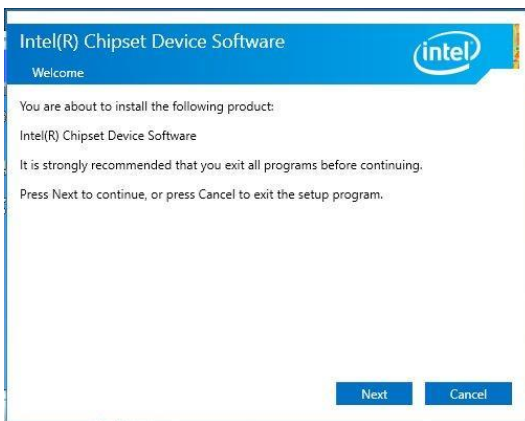 Intel(R) Chipset Device Software
intel
Welcome
You are about to install the following product:
Intel(R) Chipset Device Software
It is strongly recommended that you exit all programs before continuing.
Press Next to continue, or press Cancel to exit the setup program.
Next
Cancel